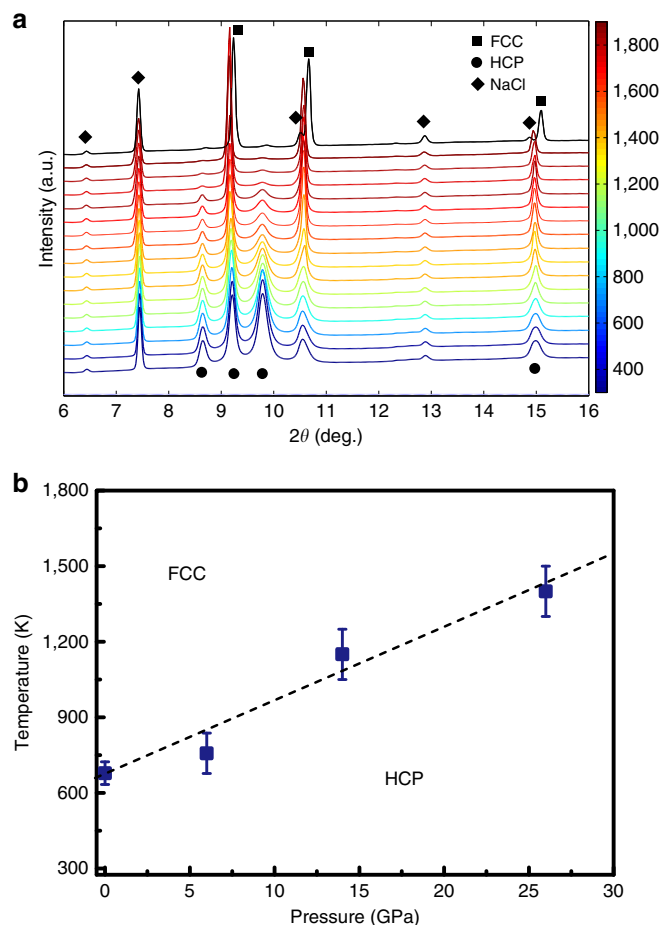 a
FCC
HCP
NaCl
Intensity (a.u.)
6 7 8 9 10 11 12 13 14 15 16
2θ (deg.)
1,800
1,600
1,400
1,200
1,000
800
600
400
b
1,800
1,500
1,200
900
600
300
Temperature (K)
FCC
HCP
0 5 10 15 20 25 30
Pressure (GPa)